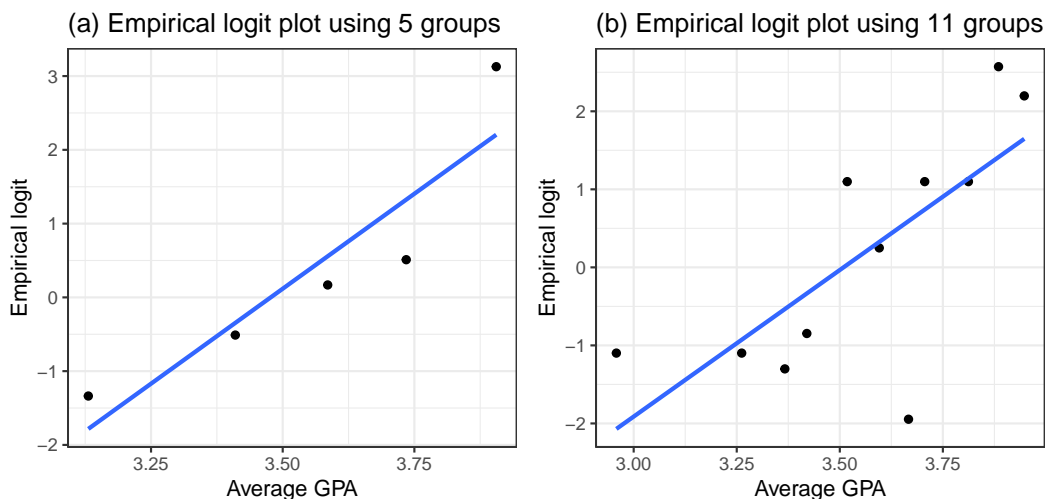 (a) Empirical logit plot using 5 groups
3
2
1
0
−1
−2
Empirical logit
3.25 3.50 3.75
Average GPA
(b) Empirical logit plot using 11 groups
2
1
0
−1
−2
Empirical logit
3.00 3.25 3.50 3.75
Average GPA